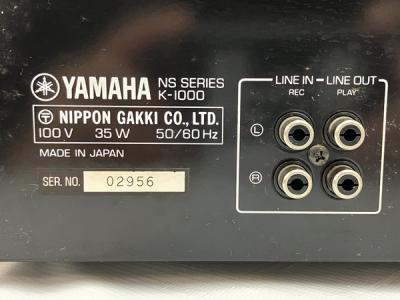 YAMAHA NS SERIES
K-1000
NIPPON GAKKI CO., LTD.
100V 35W 50/60Hz
MADE IN JAPAN
SER. NO. 02956
LINE IN LINE OUT
REC PLAY
L
R